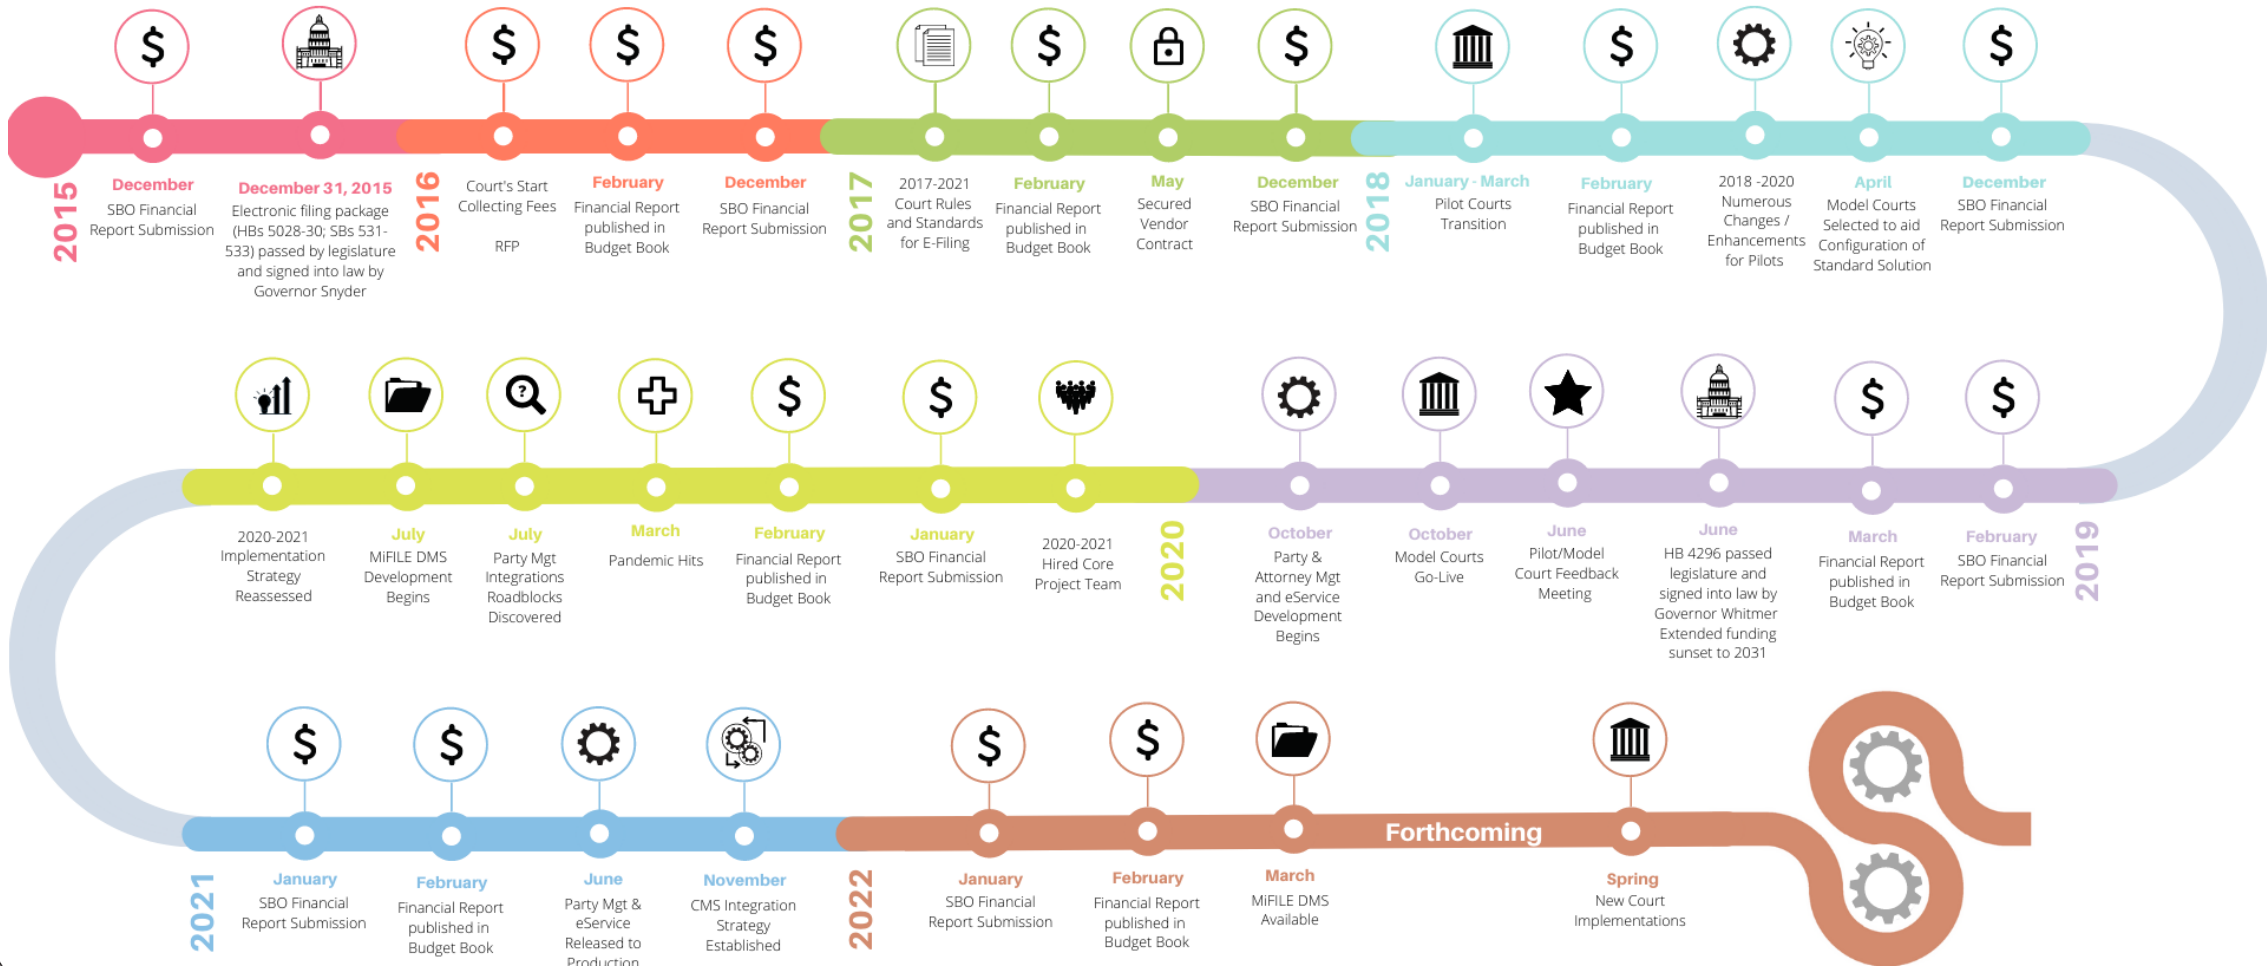 2015
December
SBO Financial
Report Submission
December 31, 2015
Electronic filing package
(HBs 5028-30; SBs 531-
533) passed by legislature
and signed into law by
Governor Snyder
2016
Court's Start
Collecting Fees
RFP
February
Financial Report
published in
Budget Book
December
SBO Financial
Report Submission
2017
2017-2021
Court Rules
and Standards
for E-Filing
February
Financial Report
published in
Budget Book
May
Secured
Vendor
Contract
December
SBO Financial
Report Submission
2018
January - March
Pilot Courts
Transition
February
Financial Report
published in
Budget Book
2018 -2020
Numerous
Changes /
Enhancements
for Pilots
April
Model Courts
Selected to aid
Configuration of
Standard Solution
December
SBO Financial
Report Submission
2019
February
SBO Financial
Report Submission
March
Financial Report
published in
Budget Book
June
HB 4296 passed
legislature and
signed into law by
Governor Whitmer
Extended funding
sunset to 2031
June
Pilot/Model
Court Feedback
Meeting
October
Model Courts
Go-Live
October
Party &
Attorney Mgt
and eService
Development
Begins
2020
2020-2021
Hired Core
Project Team
January
SBO Financial
Report Submission
February
Financial Report
published in
Budget Book
March
Pandemic Hits
July
Party Mgt
Integrations
Roadblocks
Discovered
?
July
MiFILE DMS
Development
Begins
2020-2021
Implementation
Strategy
Reassessed
2021
January
SBO Financial
Report Submission
February
Financial Report
published in
Budget Book
June
Party Mgt &
eService
Released to
Production
November
CMS Integration
Strategy
Established
2022
January
SBO Financial
Report Submission
February
Financial Report
published in
Budget Book
March
MiFILE DMS
Available
Forthcoming
Spring
New Court
Implementations